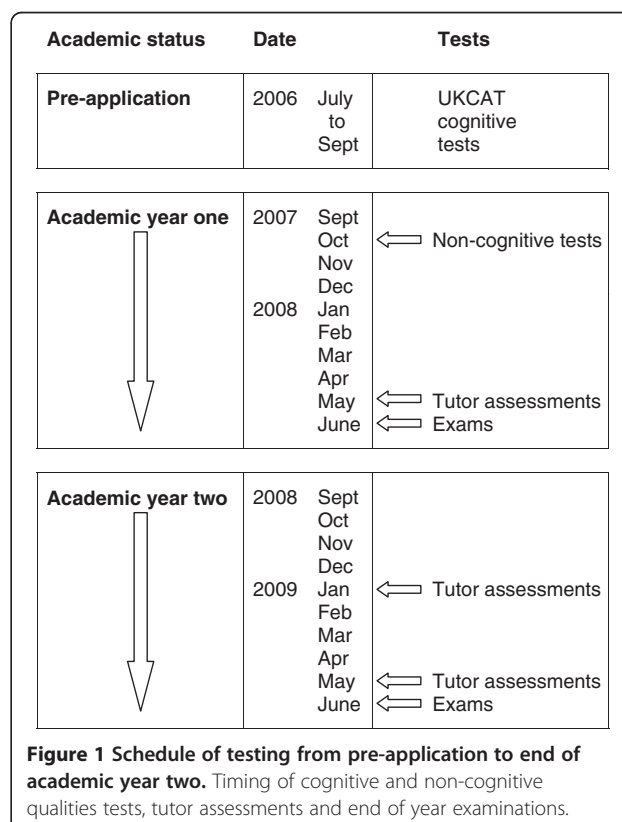 Academic status Date Tests
Pre-application 2006 July UKCAT
to cognitive
Sept tests
Academic year one 2007 Sept
Oct Non-cognitive tests
Nov
Dec
2008 Jan
Feb
Mar
Apr
May Tutor assessments
June Exams
Academic year two 2008 Sept
Oct
Nov
Dec
2009 Jan Tutor assessments
Feb
Mar
Apr
May Tutor assessments
June Exams
Figure 1 Schedule of testing from pre-application to end of
academic year two. Timing of cognitive and non-cognitive
qualities tests, tutor assessments and end of year examinations.